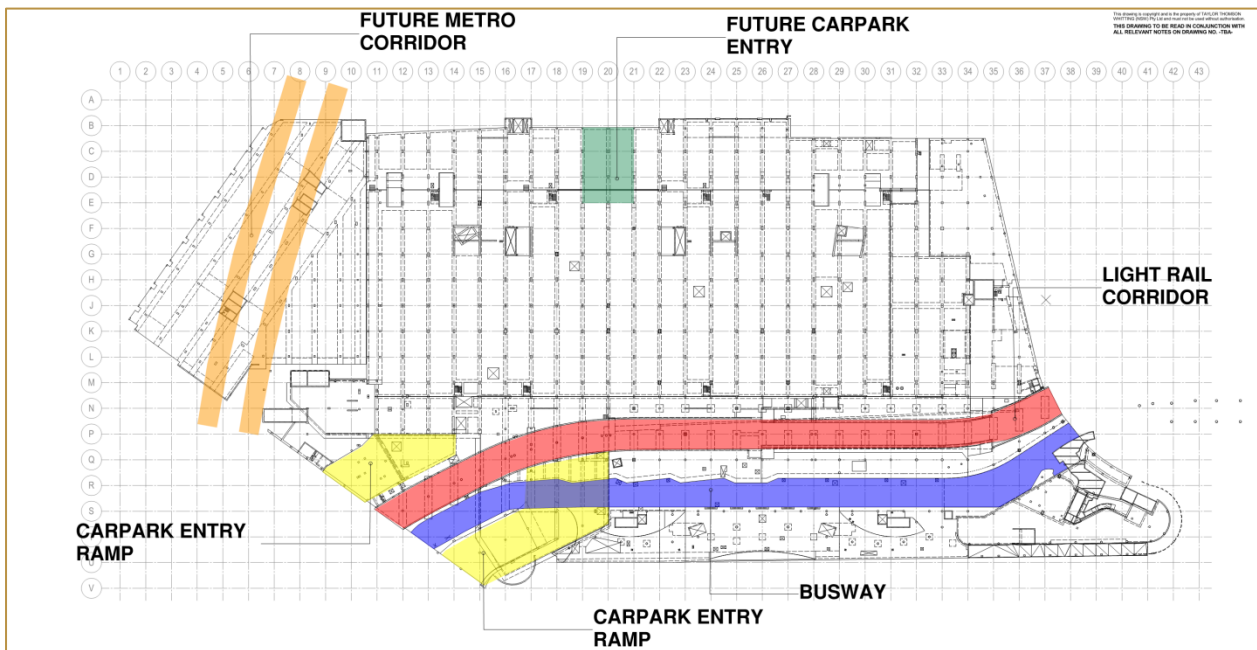 FUTURE METRO
CORRIDOR
FUTURE CARPARK
ENTRY
This drawing is copyright and is the property of TAYLOR THOMSON
WHITTING (NSW) Pty Ltd and must not be used without authorisation.
THIS DRAWING TO BE READ IN CONJUNCTION WITH
ALL RELEVANT NOTES ON DRAWING NO. -TBA-
1 2 3 4 5 6 7 8 9 10 11 12 13 14 15 16 17 18 19 20 21 22 23 24 25 26 27 28 29 30 31 32 33 34 35 36 37 38 39 40 41 42 43
A
B
C
D
E
F
G
H
J
K
L
M
N
P
Q
R
S
V
LIGHT RAIL
CORRIDOR
CARPARK ENTRY
RAMP
BUSWAY
CARPARK ENTRY
RAMP